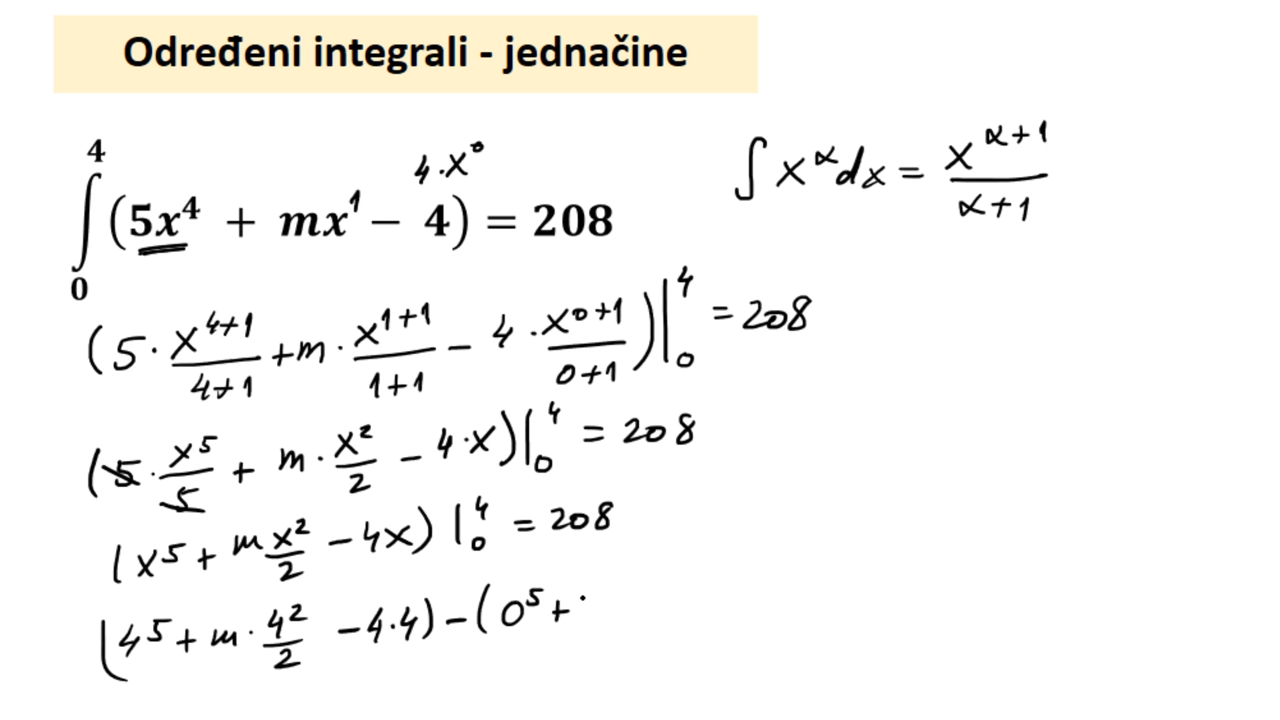 Određeni integrali - jednačine
∫₀⁴ (5x⁴ + mx¹ − 4) = 208
4·x⁰
∫ x^α dx = x^(α+1)/(α+1)
(5·x^(4+1)/(4+1) + m·x^(1+1)/(1+1) − 4·x^(0+1)/(0+1))|₀⁴ = 208
(5·x⁵/5 + m·x²/2 − 4·x)|₀⁴ = 208
(x⁵ + m x²/2 − 4x)|₀⁴ = 208
(4⁵ + m·4²/2 − 4·4) − (0⁵ + ·